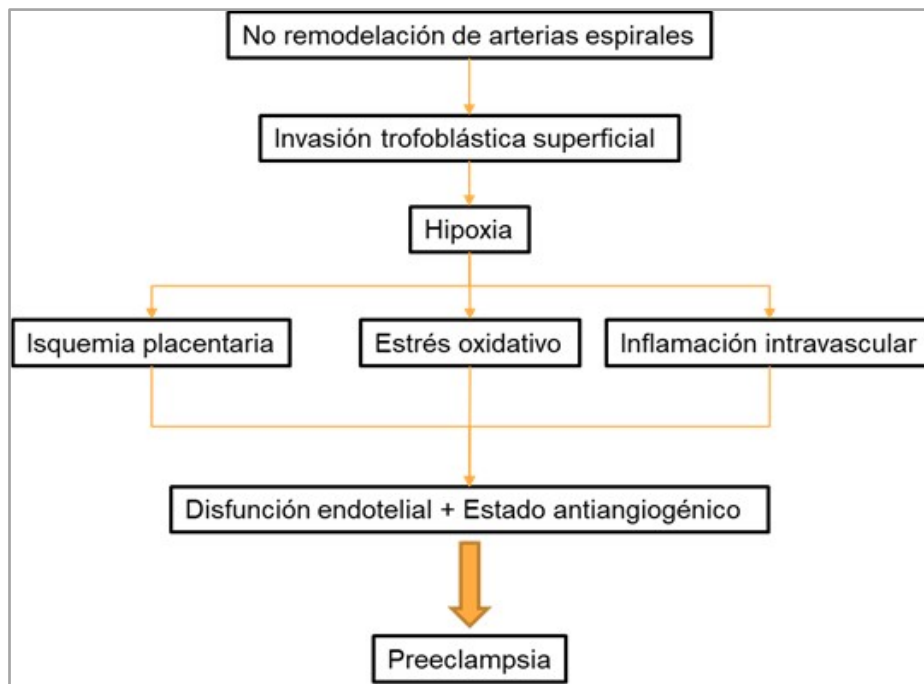 No remodelación de arterias espirales
Invasión trofoblástica superficial
Hipoxia
Isquemia placentaria
Estrés oxidativo
Inflamación intravascular
Disfunción endotelial + Estado antiangiogénico
Preeclampsia